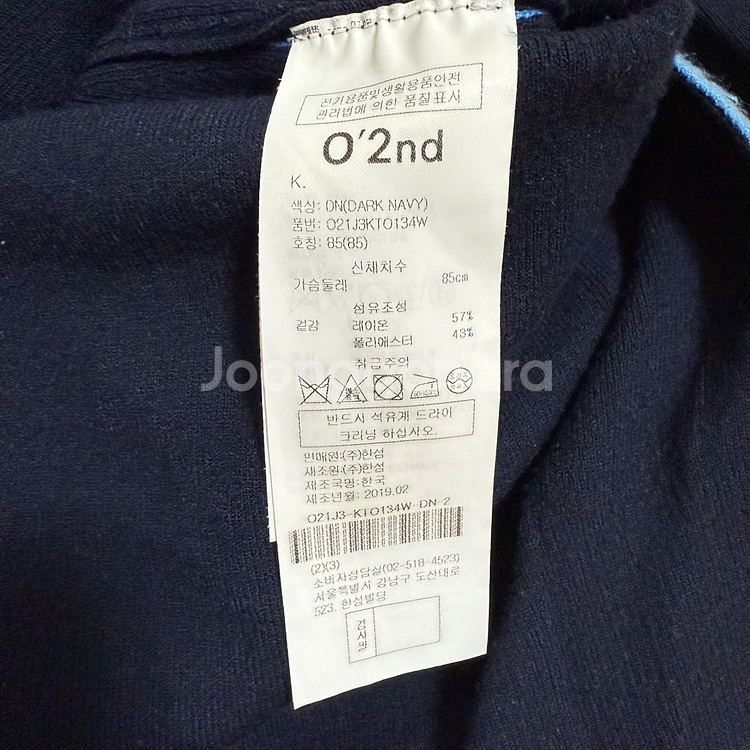 전기용품및생활용품안전
관리법에 의한 품질표시
O'2nd
K.
색상: DN(DARK NAVY)
품번: O21J3KTO134W
호칭: 85(85)
신체치수
가슴둘레 85cm
섬유조성
겉감 레이온 57%
폴리에스터 43%
취급주의
반드시 석유계 드라이
크리닝 하십시오.
판매원:(주)한섬
제조원:(주)한섬
제조국명:한국
제조년월:2019.02
O21J3-KTO134W-DN-2
(2)(3)
소비자상담실(02-518-4523)
서울특별시 강남구 도산대로
523, 한섬빌딩
검사필